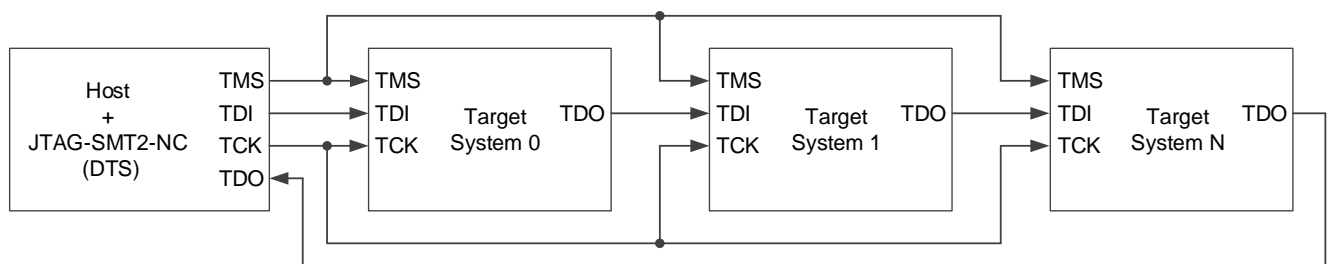 Host
+
JTAG-SMT2-NC
(DTS)
TMS
TDI
TCK
TDO
TMS
TDI
TCK
Target
System 0
TDO
TMS
TDI
TCK
Target
System 1
TDO
TMS
TDI
TCK
Target
System N
TDO